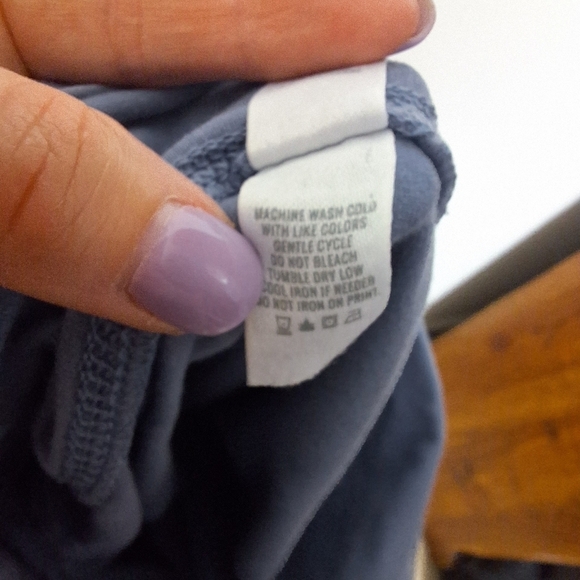 MACHINE WASH COLD
WITH LIKE COLORS
GENTLE CYCLE
DO NOT BLEACH
TUMBLE DRY LOW
COOL IRON IF NEEDED
DO NOT IRON ON PRINT